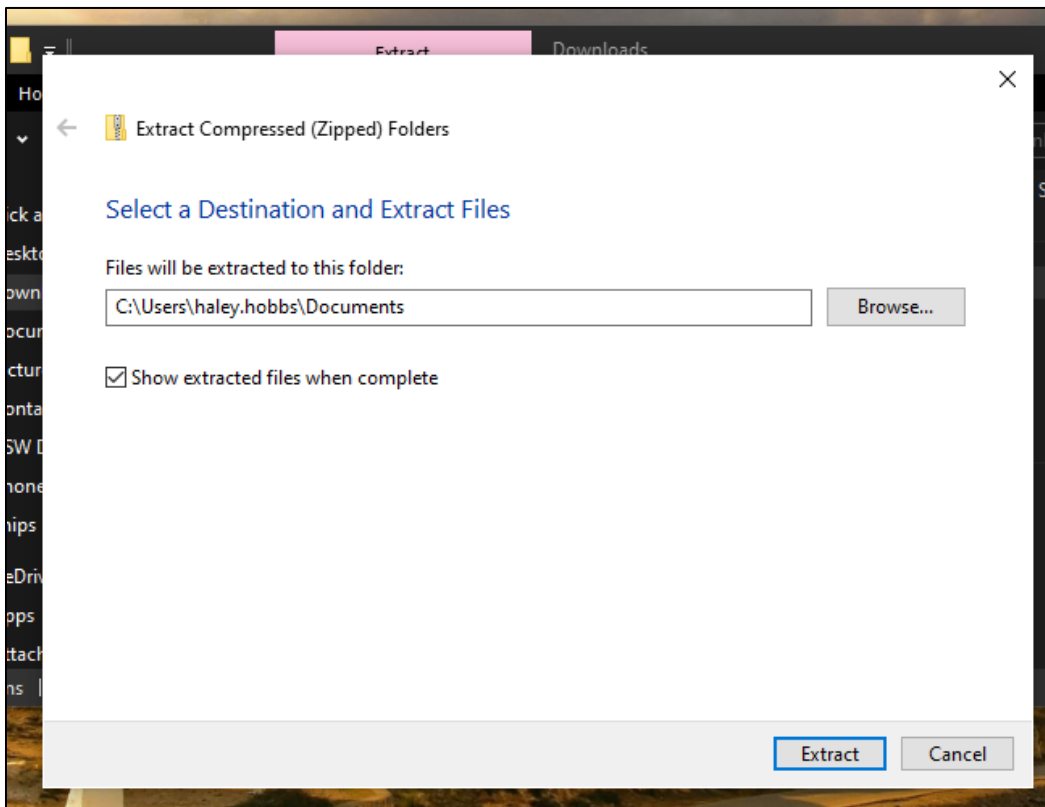 Extract
Downloads
Extract Compressed (Zipped) Folders
Select a Destination and Extract Files
Files will be extracted to this folder:
C:\Users\haley.hobbs\Documents
Browse...
Show extracted files when complete
Extract
Cancel